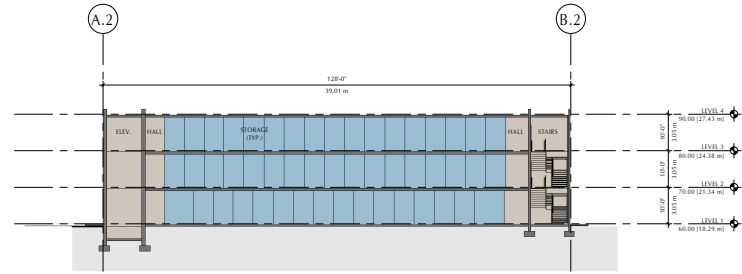 A.2
B.2
128'-0"
39.01 m
LEVEL 4
90.00 [27.43 m]
ELEV.
HALL
STORAGE
(TYP.)
HALL
STAIRS
10'-0"
3.05 m
LEVEL 3
80.00 [24.38 m]
10'-0"
3.05 m
LEVEL 2
70.00 [21.34 m]
10'-0"
3.05 m
LEVEL 1
60.00 [18.29 m]